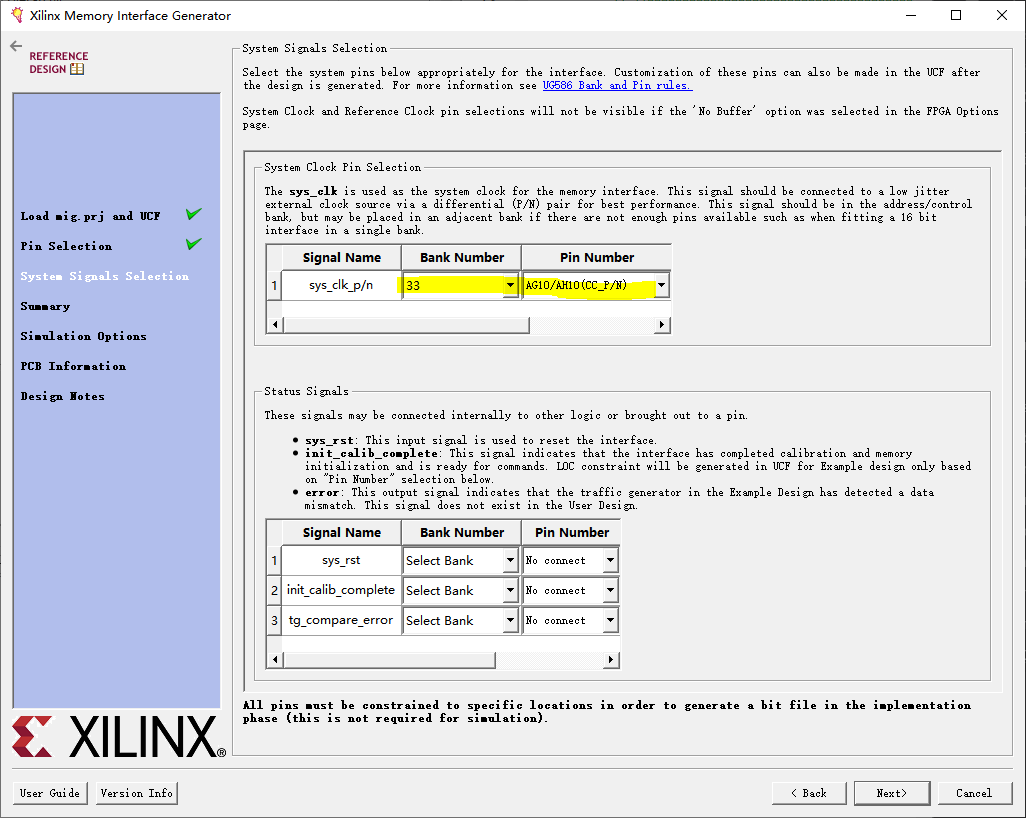 Xilinx Memory Interface Generator
REFERENCE
DESIGN
Load mig.prj and UCF
Pin Selection
System Signals Selection
Summary
Simulation Options
PCB Information
Design Notes
XILINX®
System Signals Selection
Select the system pins below appropriately for the interface. Customization of these pins can also be made in the UCF after
the design is generated. For more information see UG586 Bank and Pin rules.
System Clock and Reference Clock pin selections will not be visible if the 'No Buffer' option was selected in the FPGA Options
page.
System Clock Pin Selection
The sys_clk is used as the system clock for the memory interface. This signal should be connected to a low jitter
external clock source via a differential (P/N) pair for best performance. This signal should be in the address/control
bank, but may be placed in an adjacent bank if there are not enough pins available such as when fitting a 16 bit
interface in a single bank.
Signal Name Bank Number Pin Number
1 sys_clk_p/n 33 AG10/AH10(CC_P/N)
Status Signals
These signals may be connected internally to other logic or brought out to a pin.
● sys_rst: This input signal is used to reset the interface.
● init_calib_complete: This signal indicates that the interface has completed calibration and memory
initialization and is ready for commands. LOC constraint will be generated in UCF for Example design only based
on "Pin Number" selection below.
● error: This output signal indicates that the traffic generator in the Example Design has detected a data
mismatch. This signal does not exist in the User Design.
Signal Name Bank Number Pin Number
1 sys_rst Select Bank No connect
2 init_calib_complete Select Bank No connect
3 tg_compare_error Select Bank No connect
All pins must be constrained to specific locations in order to generate a bit file in the implementation
phase (this is not required for simulation).
User Guide Version Info < Back Next> Cancel